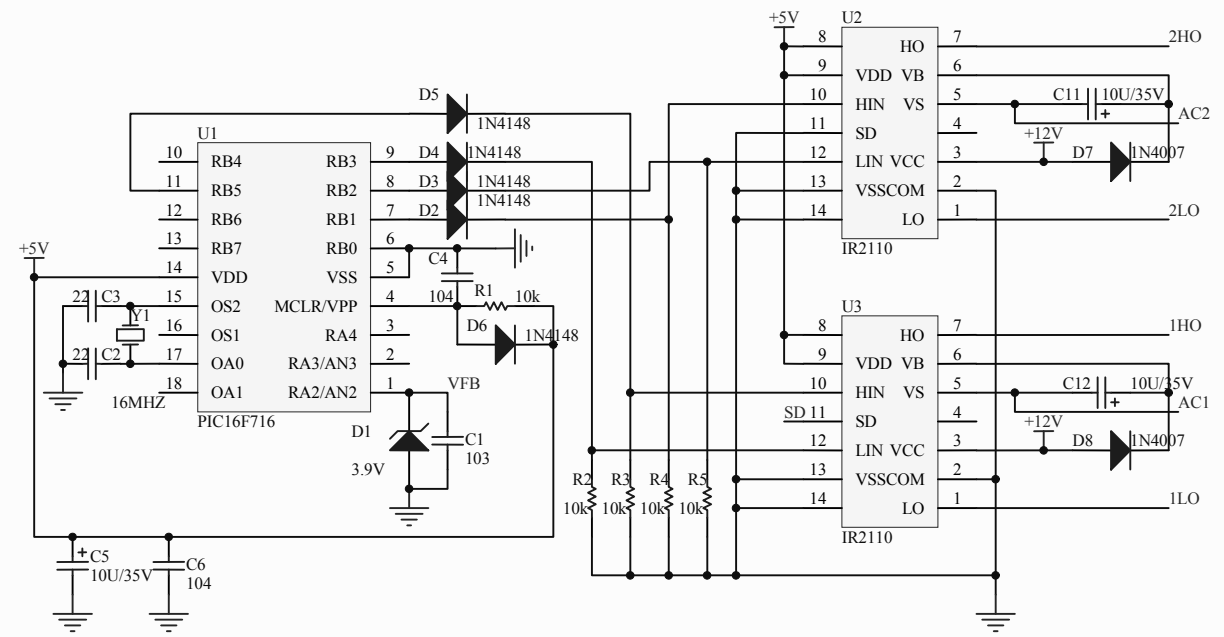 +5V
U2
8 HO 7 2HO
9 VDD VB 6
10 HIN VS 5 C11 10U/35V
+
AC2
11 SD 4
+12V
12 LIN VCC 3 D7 1N4007
13 VSSCOM 2
14 LO 1 2LO
IR2110
D5
1N4148
U1
10 RB4 RB3 9 D4 1N4148
11 RB5 RB2 8 D3 1N4148
1N4148
12 RB6 RB1 7 D2
13 RB7 RB0 6
+5V
14 VDD VSS 5
C4
104
22 C3
15 OS2 MCLR/VPP 4 R1 10k
Y1
16 OS1 RA4 3 D6 1N4148
22 C2
17 OA0 RA3/AN3 2
18 OA1 RA2/AN2 1 VFB
16MHZ
PIC16F716
D1
3.9V
C1
103
U3
8 HO 7 1HO
9 VDD VB 6
10 HIN VS 5 C12 10U/35V
+
AC1
SD 11 SD 4
+12V
12 LIN VCC 3 D8 1N4007
13 VSSCOM 2
14 LO 1 1LO
IR2110
R2 R3 R4 R5
10k 10k 10k 10k
+ C5
10U/35V
C6
104